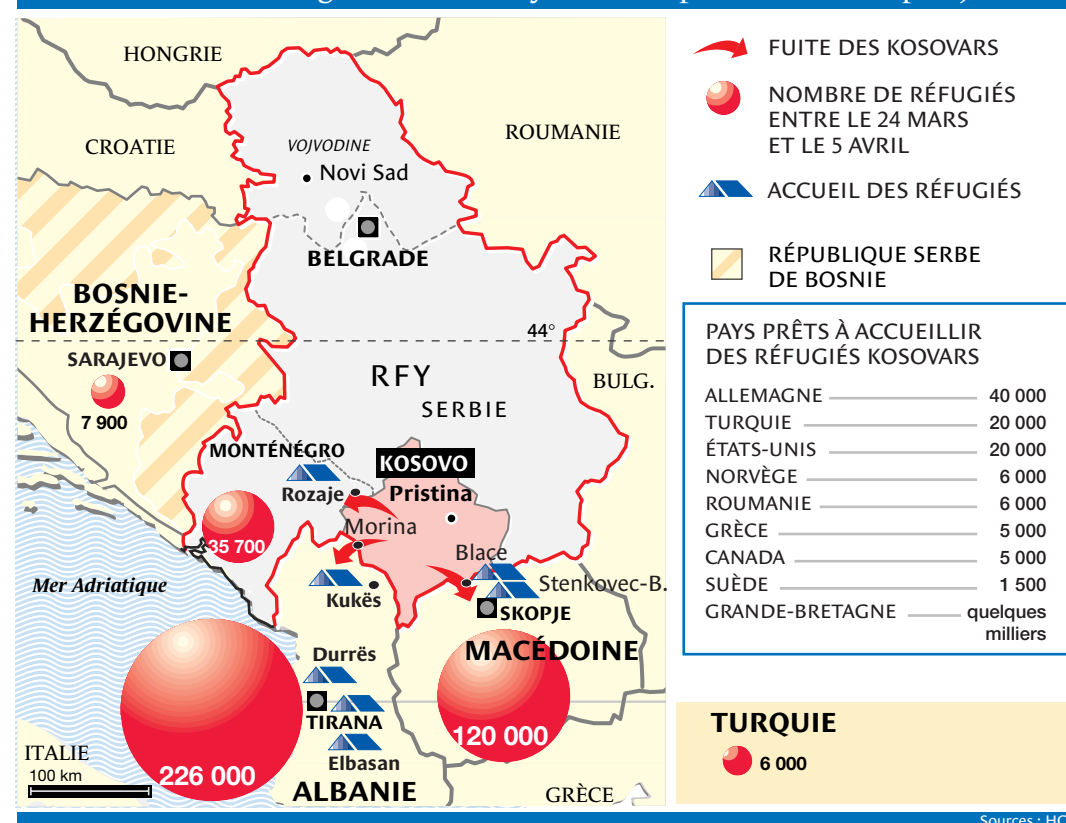 HONGRIE
CROATIE
VOJVODINE
Novi Sad
ROUMANIE
BELGRADE
BOSNIE-
HERZÉGOVINE
44°
SARAJEVO
7 900
RFY
SERBIE
BULG.
MONTÉNÉGRO
KOSOVO
Rozaje
Pristina
35 700
Morina
Blace
Mer Adriatique
Kukës
Stenkovec-B.
SKOPJE
MACÉDOINE
Durrës
TIRANA
120 000
Elbasan
ITALIE
100 km
226 000
ALBANIE
GRÈCE
FUITE DES KOSOVARS
NOMBRE DE RÉFUGIÉS
ENTRE LE 24 MARS
ET LE 5 AVRIL
ACCUEIL DES RÉFUGIÉS
RÉPUBLIQUE SERBE
DE BOSNIE
PAYS PRÊTS À ACCUEILLIR
DES RÉFUGIÉS KOSOVARS
ALLEMAGNE 40 000
TURQUIE 20 000
ÉTATS-UNIS 20 000
NORVÈGE 6 000
ROUMANIE 6 000
GRÈCE 5 000
CANADA 5 000
SUÈDE 1 500
GRANDE-BRETAGNE quelques
milliers
TURQUIE
6 000
Sources : HC